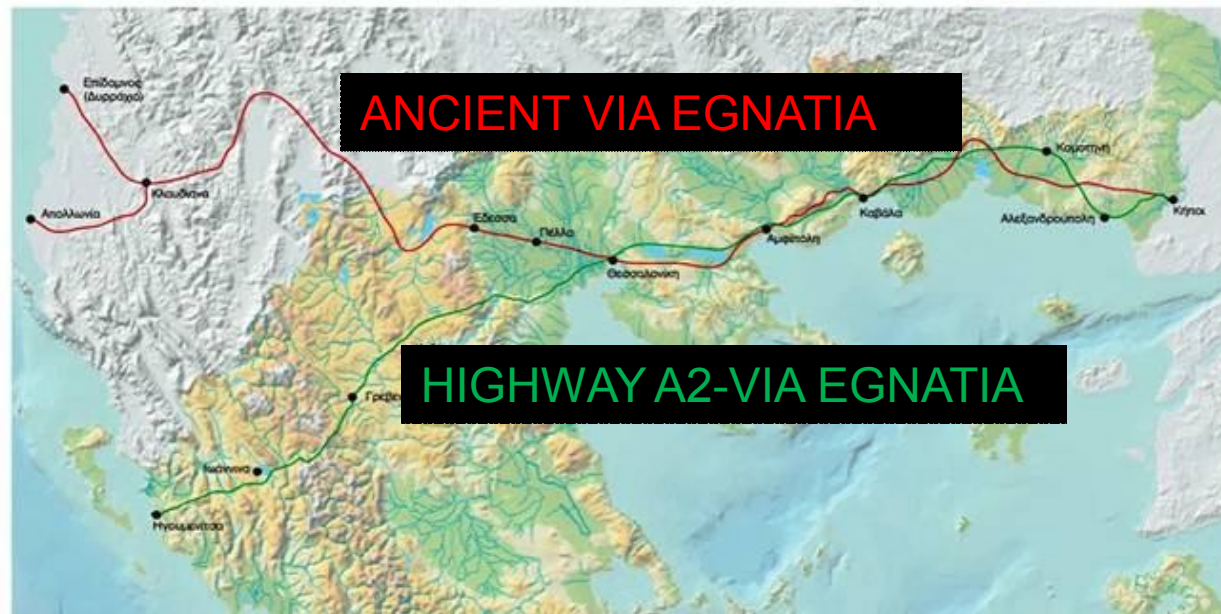 Επίδαμνος
(Δυρράχιο)
ANCIENT VIA EGNATIA
Κλαυδιανα
Απολλωνία
Έδεσσα
Πέλλα
Θεσσαλονίκη
Αμφίπολη
Καβάλα
Κομοτηνή
Αλεξανδρούπολη
Κήποι
HIGHWAY A2-VIA EGNATIA
Ιωάννινα
Ηγουμενίτσα